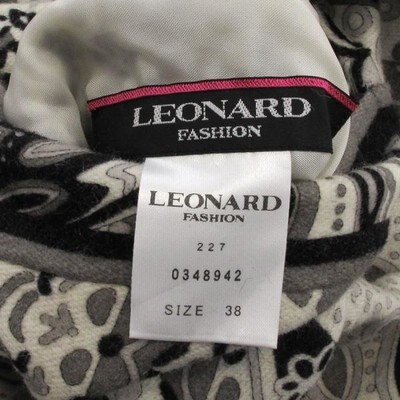 LEONARD
FASHION
LEONARD
FASHION
227
0348942
SIZE 38